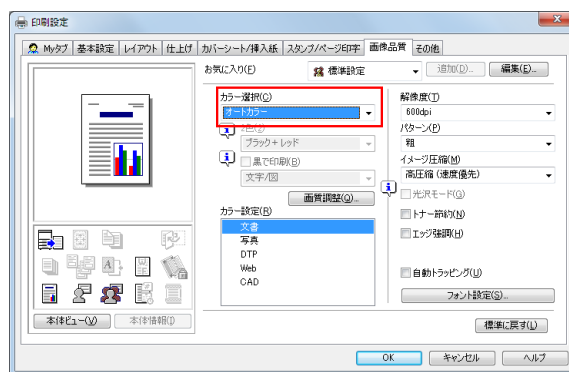 印刷設定
Myタブ 基本設定 レイアウト 仕上げ カバーシート/挿入紙 スタンプ/ページ印字 画像品質 その他
お気に入り(F) 標準設定 追加(D)... 編集(E)...
カラー選択(C)
オートカラー
2色(2)
ブラック+レッド
黒で印刷(K)
文字/図
画質調整(Q)...
カラー設定(R)
文書
写真
DTP
Web
CAD
解像度(T)
600dpi
パターン(P)
粗
イメージ圧縮(M)
高圧縮 (速度優先)
光沢モード(G)
トナー節約(N)
エッジ強調(H)
自動トラッピング(U)
フォント設定(S)...
本体ビュー(V) 本体情報(I)
標準に戻す(L)
OK キャンセル ヘルプ